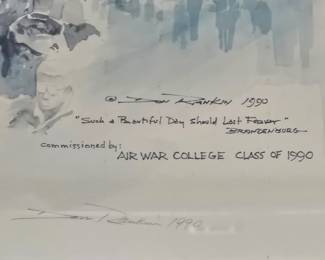 © Don Rankin 1990
"Such a Beautiful Day Should Last Forever"
BRANDENBURG
commissioned by:
AIR WAR COLLEGE CLASS OF 1990
Don Rankin 1990